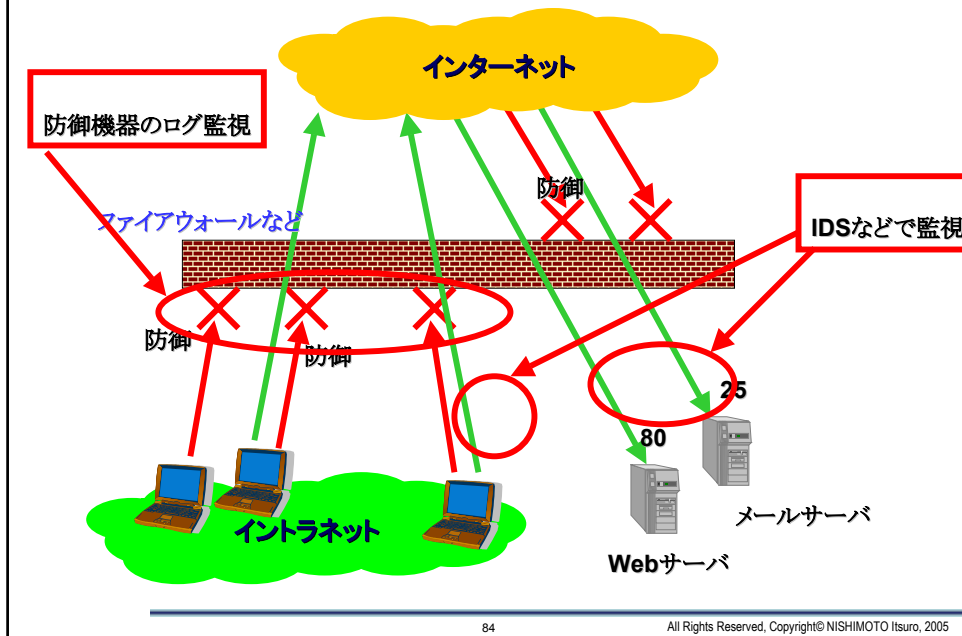 インターネット
防御機器のログ監視
防御
ファイアウォールなど
IDSなどで監視
防御
防御
25
80
イントラネット
メールサーバ
Webサーバ
84
All Rights Reserved, Copyright© NISHIMOTO Itsuro, 2005